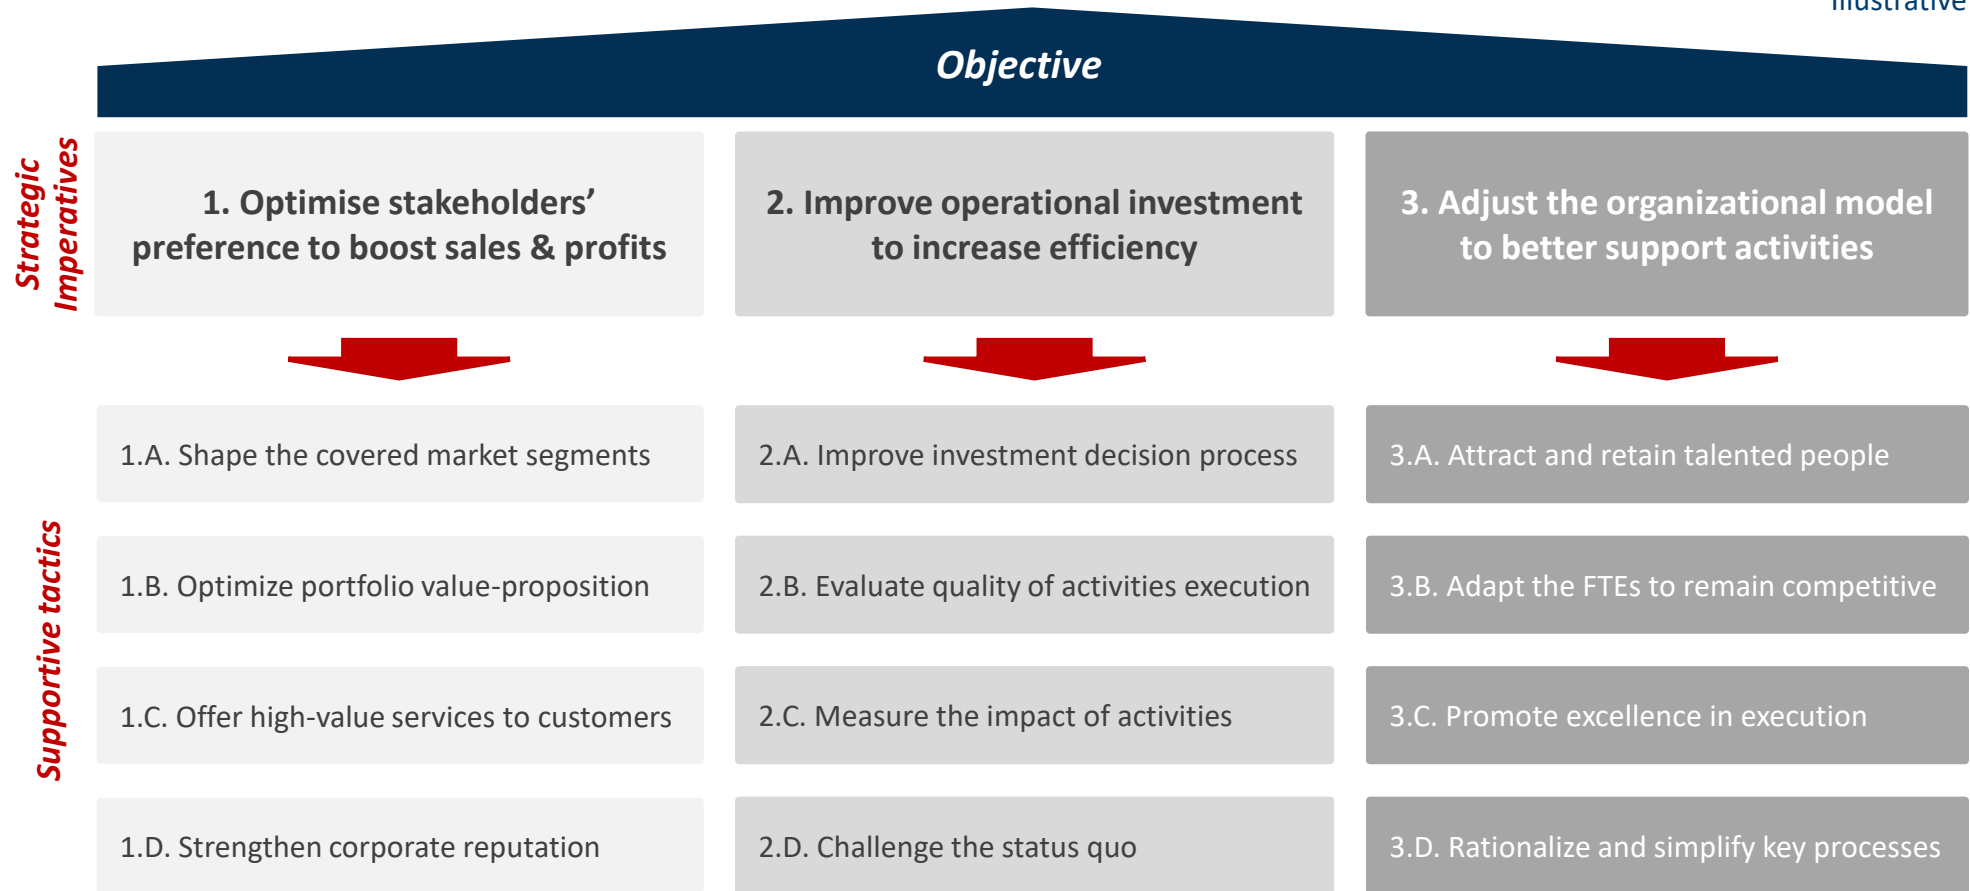 Illustrative
Objective
Strategic
Imperatives
1. Optimise stakeholders’
preference to boost sales & profits
2. Improve operational investment
to increase efficiency
3. Adjust the organizational model
to better support activities
Supportive tactics
1.A. Shape the covered market segments
2.A. Improve investment decision process
3.A. Attract and retain talented people
1.B. Optimize portfolio value-proposition
2.B. Evaluate quality of activities execution
3.B. Adapt the FTEs to remain competitive
1.C. Offer high-value services to customers
2.C. Measure the impact of activities
3.C. Promote excellence in execution
1.D. Strengthen corporate reputation
2.D. Challenge the status quo
3.D. Rationalize and simplify key processes